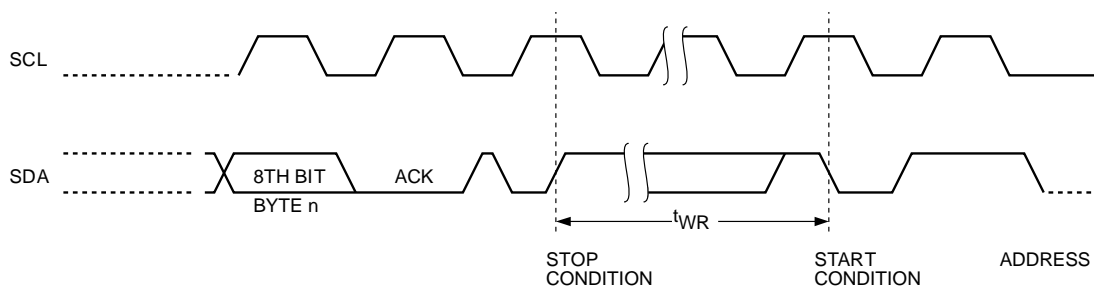 SCL
SDA
8TH BIT
ACK
BYTE n
tWR
STOP
CONDITION
START
CONDITION
ADDRESS